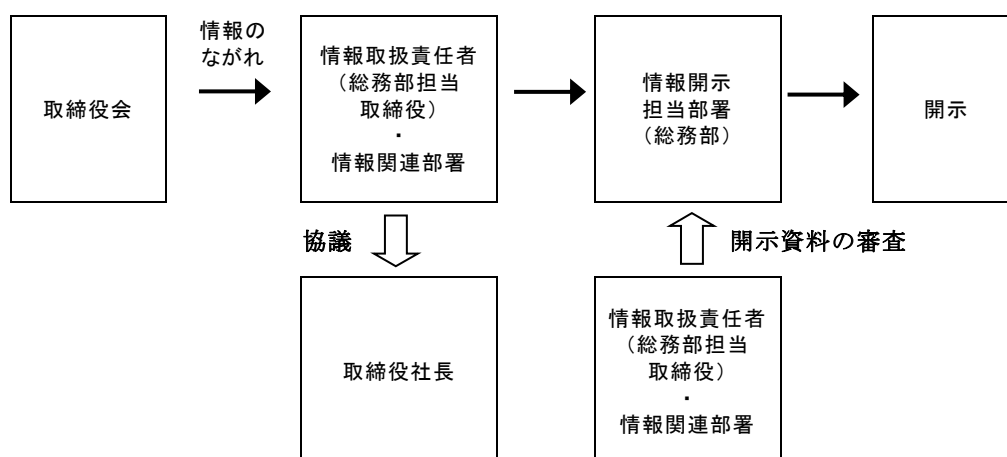 取締役会
情報の
ながれ
情報取扱責任者
（総務部担当
取締役）
・
情報関連部署
情報開示
担当部署
（総務部）
開示
協議
開示資料の審査
取締役社長
情報取扱責任者
（総務部担当
取締役）
・
情報関連部署